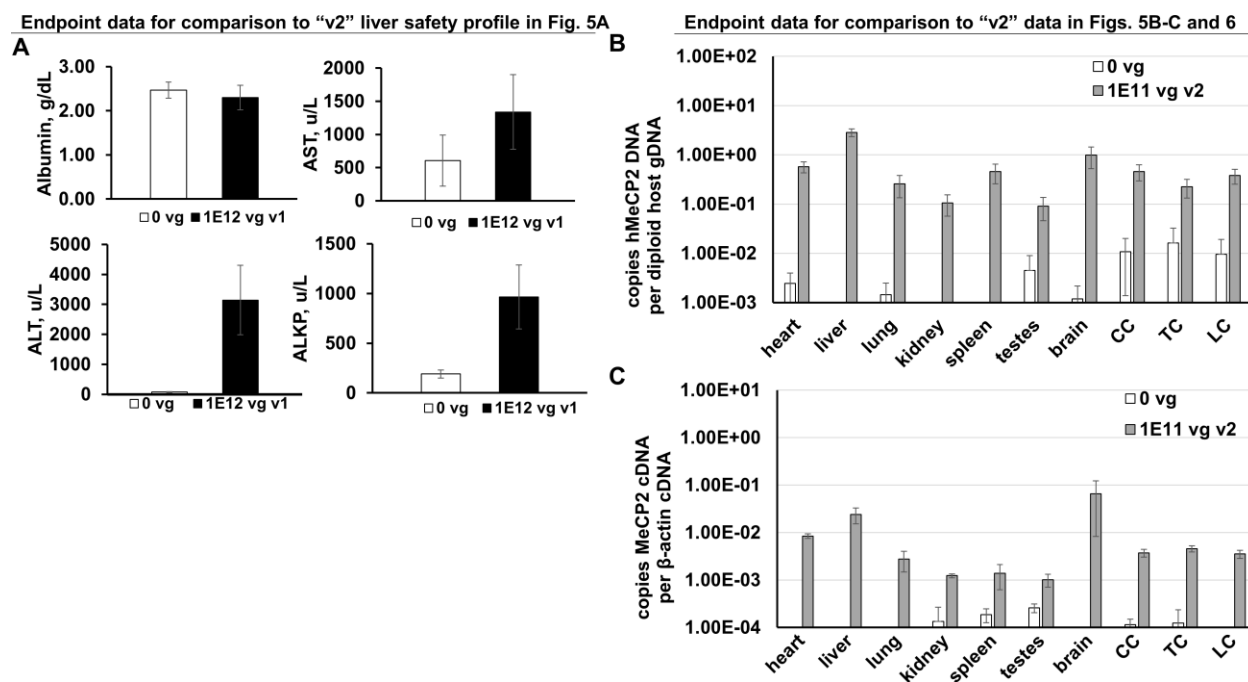 Endpoint data for comparison to “v2” liver safety profile in Fig. 5A
A
Albumin, g/dL
3.00
2.00
1.00
0.00
0 vg
1E12 vg v1
AST, u/L
2000
1500
1000
500
0
0 vg
1E12 vg v1
ALT, u/L
5000
4000
3000
2000
1000
0
0 vg
1E12 vg v1
ALKP, u/L
1500
1000
500
0
0 vg
1E12 vg v1
Endpoint data for comparison to “v2” data in Figs. 5B-C and 6
B
copies hMeCP2 DNA
per diploid host gDNA
1.00E+02
1.00E+01
1.00E+00
1.00E-01
1.00E-02
1.00E-03
0 vg
1E11 vg v2
heart
liver
lung
kidney
spleen
testes
brain
CC
TC
LC
C
copies MeCP2 cDNA
per β-actin cDNA
1.00E+01
1.00E+00
1.00E-01
1.00E-02
1.00E-03
1.00E-04
0 vg
1E11 vg v2
heart
liver
lung
kidney
spleen
testes
brain
CC
TC
LC